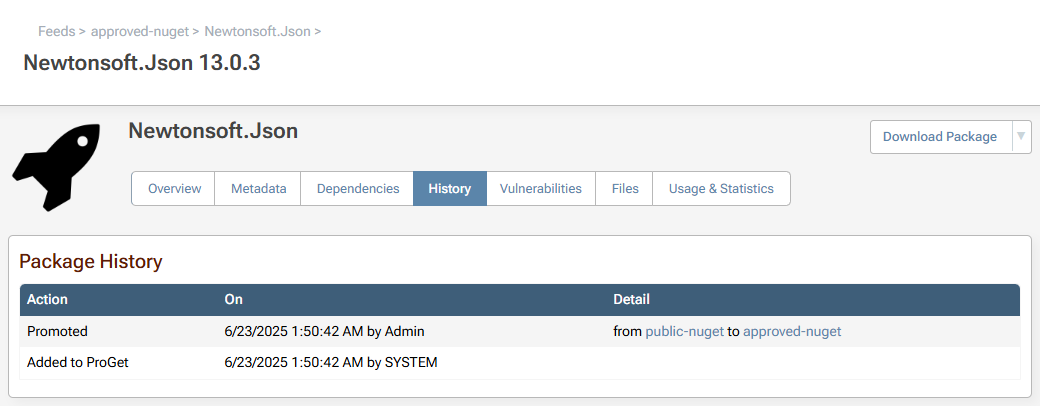 Feeds > approved-nuget > Newtonsoft.Json >
Newtonsoft.Json 13.0.3
Newtonsoft.Json
Download Package
Overview Metadata Dependencies History Vulnerabilities Files Usage & Statistics
Package History
Action On Detail
Promoted 6/23/2025 1:50:42 AM by Admin from public-nuget to approved-nuget
Added to ProGet 6/23/2025 1:50:42 AM by SYSTEM